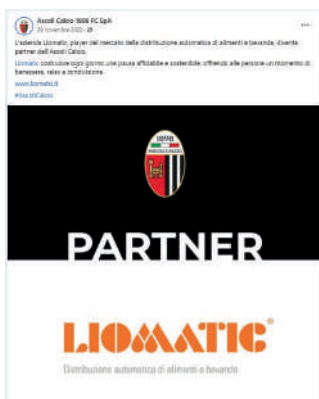 Ascoli Calcio 1898 FC SpA
L'azienda Liomatic, player del mercato della distribuzione automatica di alimenti e bevande, diventa
partner dell'Ascoli Calcio.
Liomatic costruisce ogni giorno una pausa affidabile e sostenibile offrendo alle persone un momento di
benessere, relax e condivisione.
www.liomatic.it
#AscoliCalcio
PARTNER
LIOMATIC®
Distribuzione automatica di alimenti e bevande